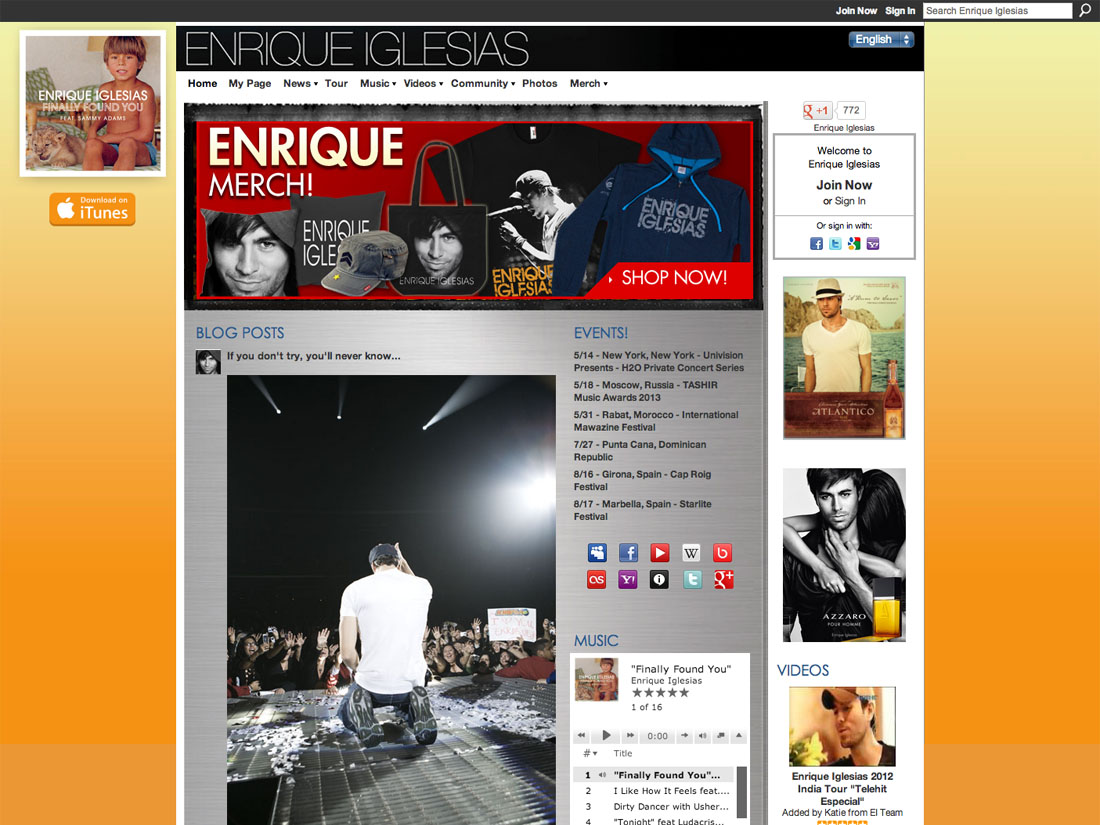 Join Now Sign In Search Enrique Iglesias
ENRIQUE IGLESIAS
English
Home My Page News Tour Music Videos Community Photos Merch
ENRIQUE IGLESIAS
FINALLY FOUND YOU
FEAT. SAMMY ADAMS
Download on
iTunes
ENRIQUE
MERCH!
ENRIQUE
IGLESIAS
ENRIQUE
IGLESIAS
ENRIQUE
IGLESIAS
SHOP NOW!
+1 772
Enrique Iglesias
Welcome to
Enrique Iglesias
Join Now
or Sign In
Or sign in with:
BLOG POSTS
If you don't try, you'll never know...
EVENTS!
5/14 - New York, New York - Univision
Presents - H2O Private Concert Series
5/18 - Moscow, Russia - TASHIR
Music Awards 2013
5/31 - Rabat, Morocco - International
Mawazine Festival
7/27 - Punta Cana, Dominican
Republic
8/16 - Girona, Spain - Cap Roig
Festival
8/17 - Marbella, Spain - Starlite
Festival
MUSIC
"Finally Found You"
Enrique Iglesias
1 of 16
0:00
# Title
1 "Finally Found You"...
2 I Like How It Feels feat....
3 Dirty Dancer with Usher...
4 "Tonight" feat Ludacris...
ATLANTICO
AZZARO
POUR HOMME
Enrique Iglesias
VIDEOS
Enrique Iglesias 2012
India Tour "Telehit
Especial"
Added by Katie from EI Team